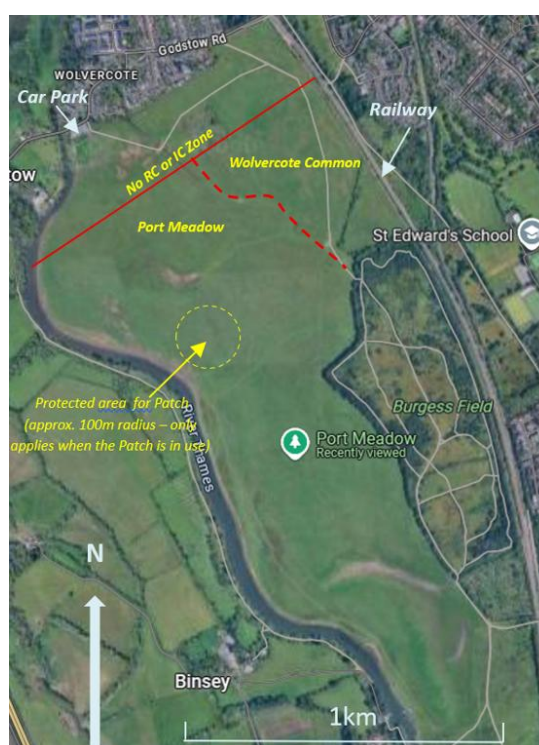 Godstow Rd
WOLVERCOTE
Car Park
Railway
No RC or IC Zone
Wolvercote Common
tow
Port Meadow
St Edward's School
Protected area for Patch
(approx. 100m radius – only
applies when the Patch is in use)
River Thames
Burgess Field
Port Meadow
Recently viewed
N
Binsey
1km